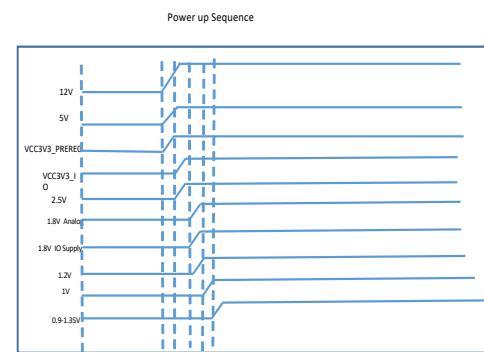 Power up Sequence
12V
5V
VCC3V3_PREREG
VCC3V3_I
O
2.5V
1.8V Analo
1.8V IO Supply
1.2V
1V
0.9-1.35V